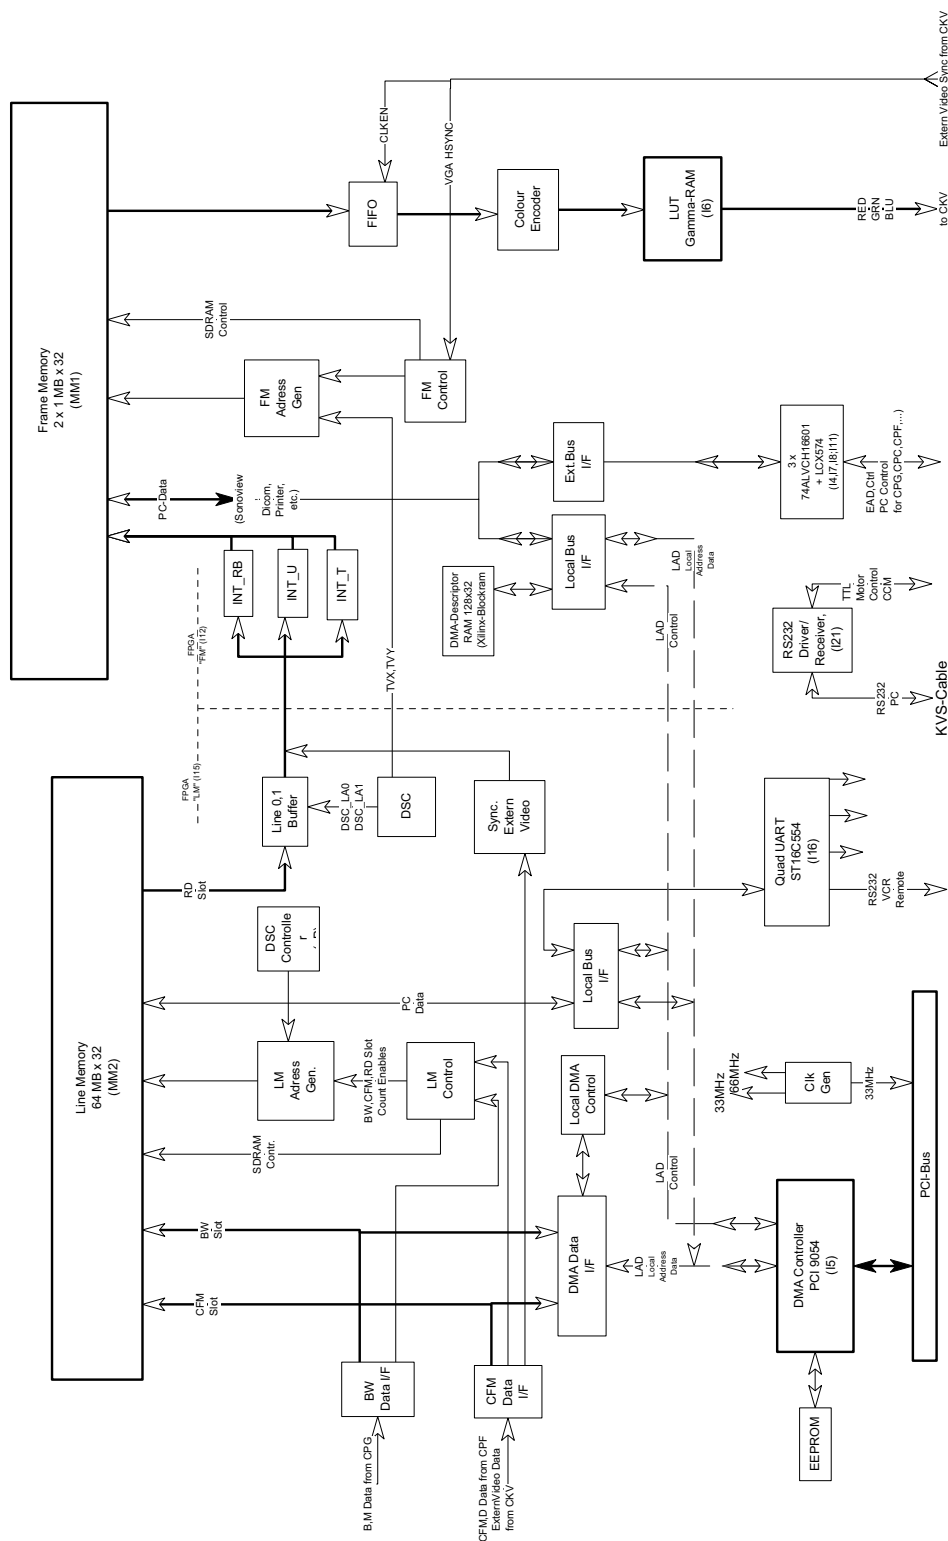 Line Memory
64 MB x 32
(MM2)
Frame Memory
2 x 1 MB x 32
(MM1)
CFM
Slot
BW
Slot
SDRAM
Contr.
PC
Data
RD
Slot
FPGA
"LM" (I15)
FPGA
"FM" (I12)
PC-Data
SDRAM
Control
BW
Data I/F
B,M Data from CPG
CFM
Data
I/F
CFM,D Data from CPF
ExternVideo Data
from CKV
LM
Adress
Gen.
BW,CFM,RD Slot
Count Enables
LM
Control
DSC
Controlle
r
Line 0,1
Buffer
DSC_LA0
DSC_LA1
DSC
TVX,TVY
Sync.
Extern
Video
INT_RB
INT_U
INT_T
(Sonoview
Dicom,
Printer,
etc.)
FM
Adress
Gen
FM
Control
FIFO
CLKEN
VGA HSYNC
Colour
Encoder
LUT
Gamma-RAM
(I6)
RED
GRN
BLU
to CKV
Extern Video Sync from CKV
DMA Data
I/F
Local DMA
Control
Local Bus
I/F
DMA-Descriptor
RAM 128x32
(Xilinx-Blockram)
Local Bus
I/F
Ext.Bus
I/F
LAD
Local
Address
Data
LAD
Control
LAD
Control
LAD
Local
Address
Data
EEPROM
DMA Controller
PCI 9054
(I5)
33MHz
66MHz
Clk
Gen
33MHz
PCI-Bus
Quad UART
ST16C554
(I16)
RS232
VCR
Remote
RS232
Driver/
Receiver,
(I21)
RS232
PC
TTL
Motor
Control
CCM
KVS-Cable
3 x
74ALVCH16601
+ LCX574
(I4,I7,I8;I11)
EAD,Ctrl
PC Control
for CPG,CPC,CPF,...)